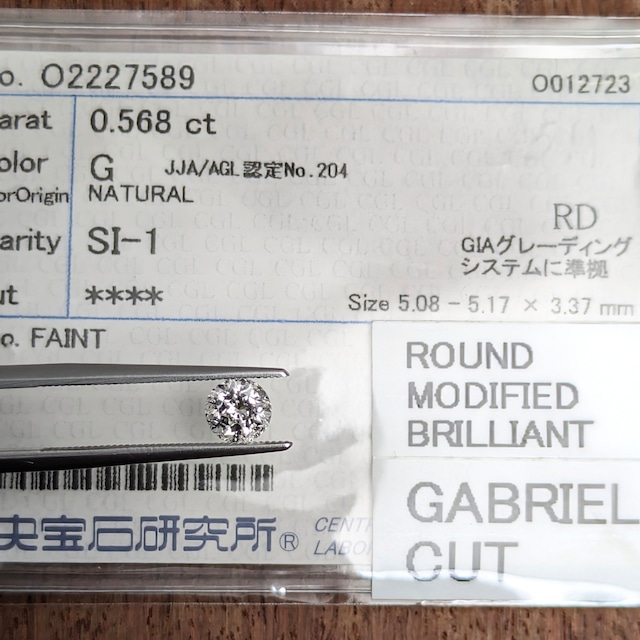 o. O2227589
O012723
arat 0.568 ct
olor G JJA/AGL認定No.204
orOrigin NATURAL
arity SI-1
RD
GIAグレーディング
システムに準拠
ut ****
Size 5.08 - 5.17 × 3.37 mm
o. FAINT
ROUND
MODIFIED
BRILLIANT
GABRIEL
CUT
央宝石研究所®
CENT
LABO